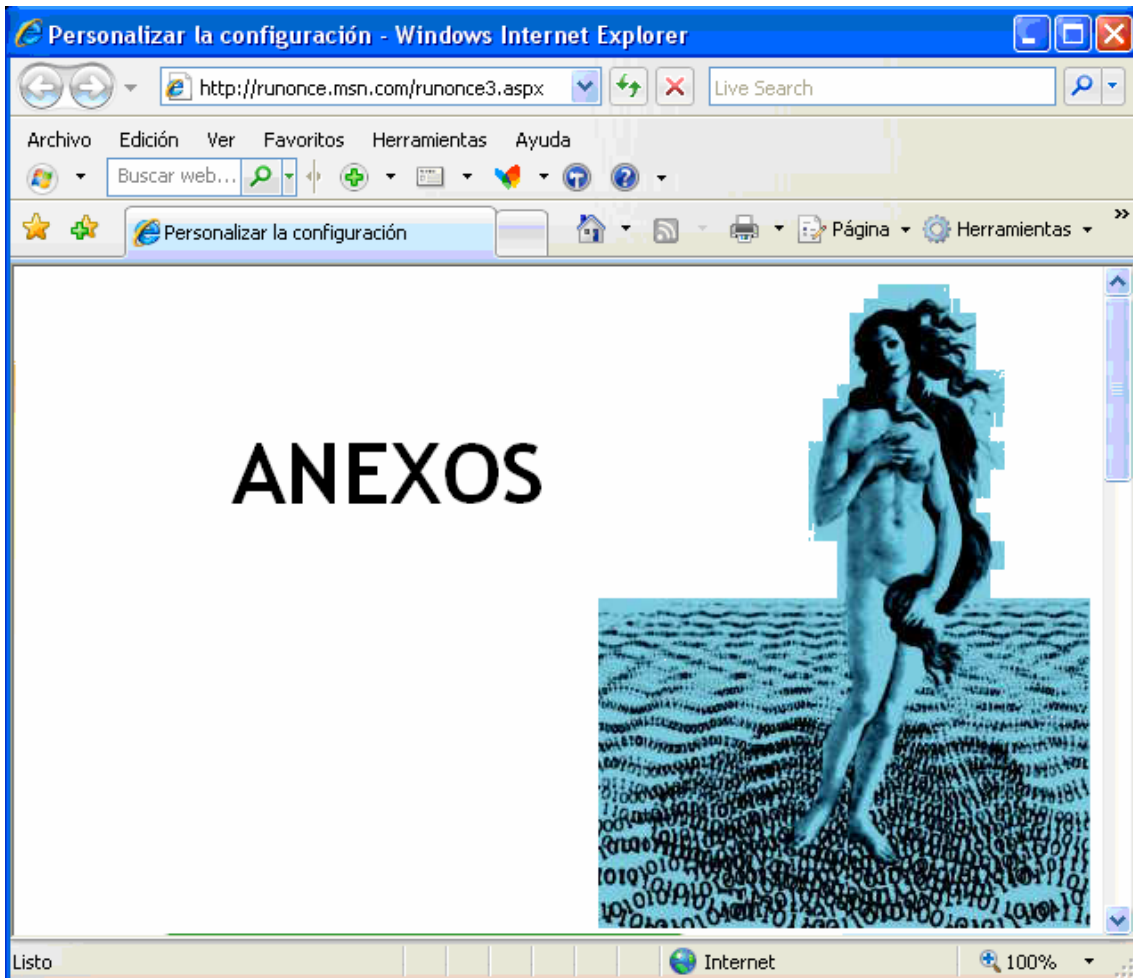 Personalizar la configuración - Windows Internet Explorer
http://runonce.msn.com/runonce3.aspx
Live Search
Archivo Edición Ver Favoritos Herramientas Ayuda
Buscar web...
Personalizar la configuración
Página Herramientas »
ANEXOS
Listo Internet 100%